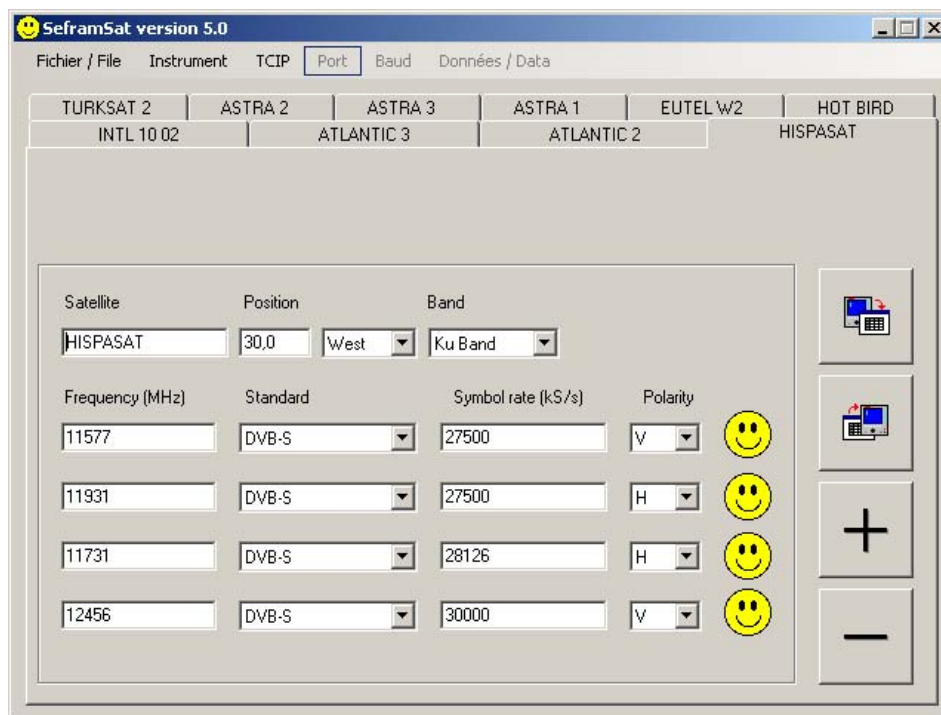 SeframSat version 5.0
Fichier / File Instrument TCIP Port Baud Données / Data
TURKSAT 2 ASTRA 2 ASTRA 3 ASTRA 1 EUTEL W2 HOT BIRD
INTL 10 02 ATLANTIC 3 ATLANTIC 2 HISPASAT
Satellite Position Band
HISPASAT 30,0 West Ku Band
Frequency (MHz) Standard Symbol rate (kS/s) Polarity
11577 DVB-S 27500 V
11931 DVB-S 27500 H
11731 DVB-S 28126 H
12456 DVB-S 30000 V